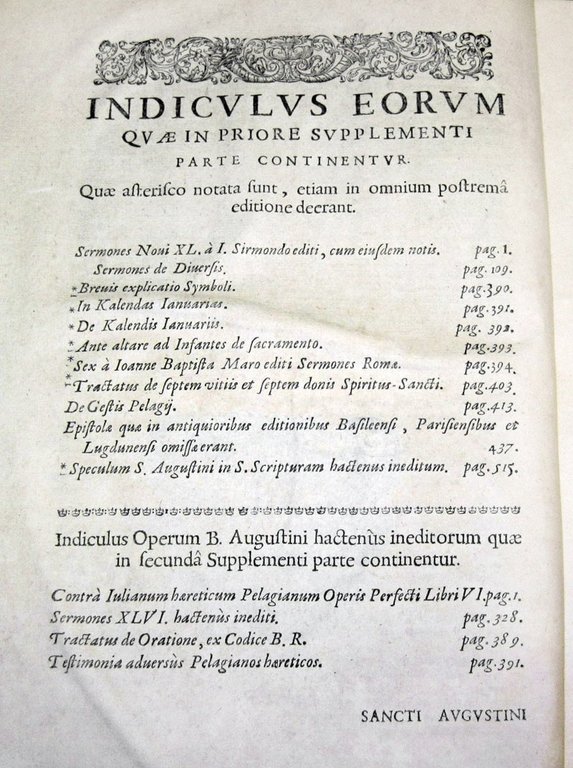 INDICVLVS EORVM
QVÆ IN PRIORE SVPPLEMENTI
PARTE CONTINENTVR.
Quæ asterisco notata sunt, etiam in omnium postremâ
editione deerant.
Sermones Noui XL. à I. Sirmondo editi, cum eiusdem notis. pag. 1.
Sermones de Diuersis. pag. 109.
* Breuis explicatio Symboli. pag. 390.
* In Kalendas Ianuarias. pag. 391.
* De Kalendis Ianuariis. pag. 392.
* Ante altare ad Infantes de sacramento. pag. 393.
* Sex à Ioanne Baptista Maro editi Sermones Romæ. pag. 394.
* Tractatus de septem vitiis et septem donis Spiritus-Sancti. pag. 403.
De Gestis Pelagij. pag. 413.
Epistolæ quæ in antiquioribus editionibus Basileensi, Parisiensibus et
Lugdunensi omissæ erant. 437.
* Speculum S. Augustini in S. Scripturam hactenus ineditum. pag. 515.
Indiculus Operum B. Augustini hactenùs ineditorum quæ
in secundâ Supplementi parte continentur.
Contrà Iulianum hæreticum Pelagianum Operis Perfecti Libri VI. pag. 1.
Sermones XLVI. hactenùs inediti. pag. 328.
Tractatus de Oratione, ex Codice B. R. pag. 389.
Testimonia aduersùs Pelagianos hæreticos. pag. 391.
SANCTI AVGVSTINI